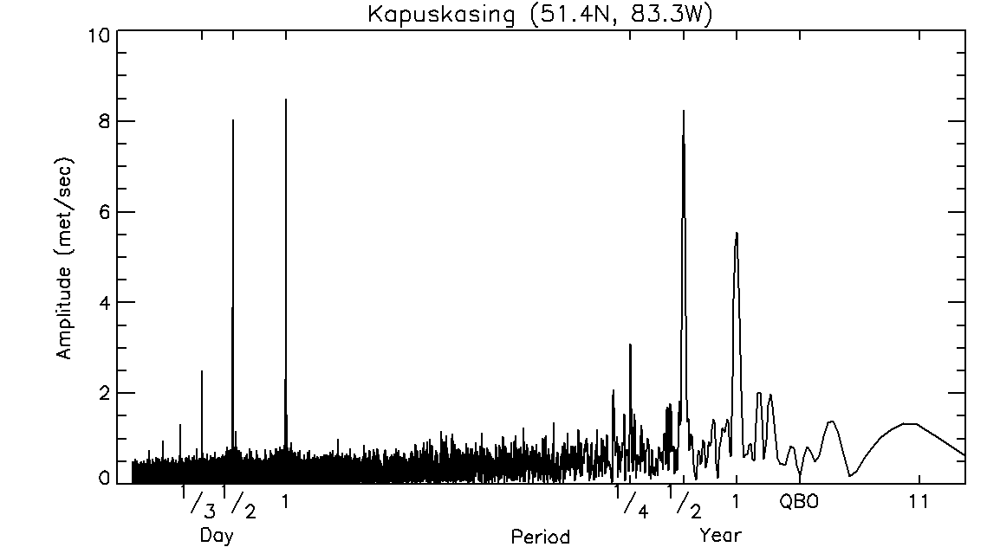 Kapuskasing (51.4N, 83.3W)
10
8
6
4
2
0
Amplitude (met/sec)
1/3 1/2 1 1/4 1/2 1 QBO 11
Day Period Year